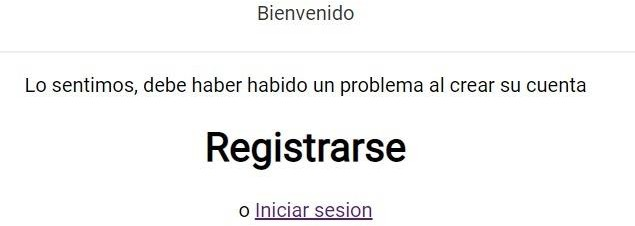 Bienvenido
Lo sentimos, debe haber habido un problema al crear su cuenta
Registrarse
o Iniciar sesion